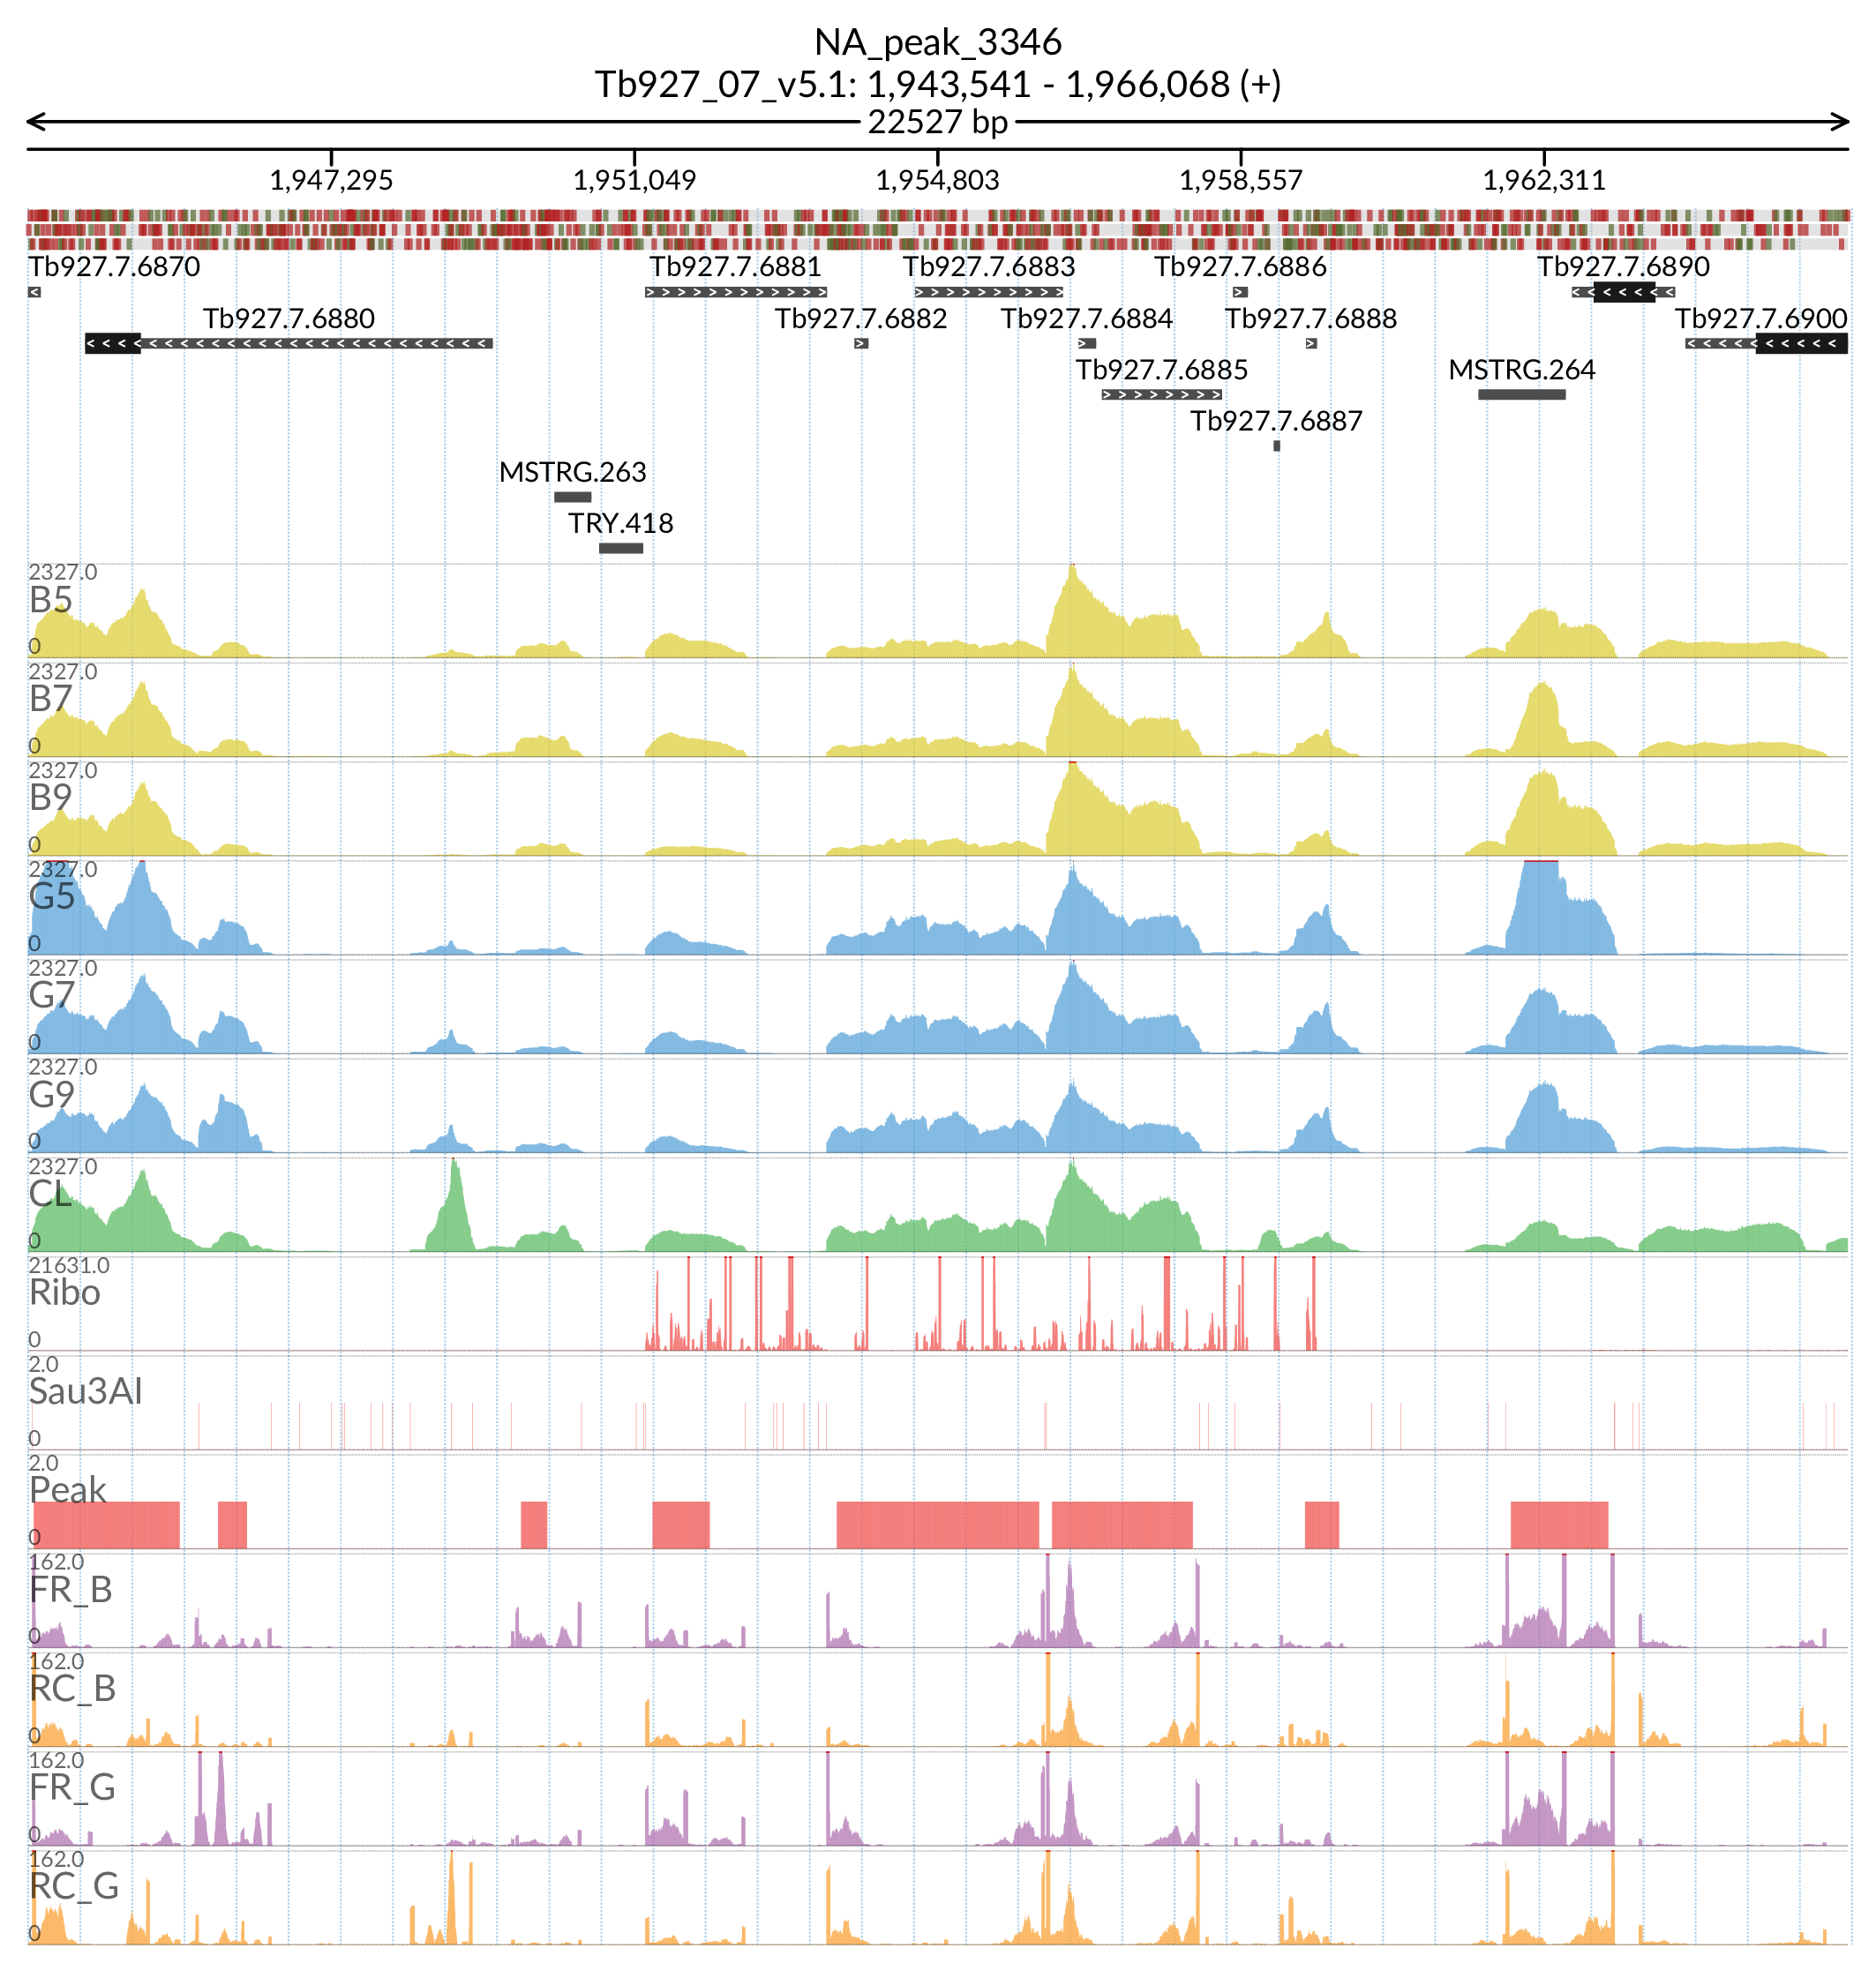 NA_peak_3346
Tb927_07_v5.1: 1,943,541 - 1,966,068 (+)
22527 bp
1,947,295 1,951,049 1,954,803 1,958,557 1,962,311
Tb927.7.6870 Tb927.7.6881 Tb927.7.6883 Tb927.7.6886 Tb927.7.6890
Tb927.7.6880 Tb927.7.6882 Tb927.7.6884 Tb927.7.6888 Tb927.7.6900
Tb927.7.6885 MSTRG.264
Tb927.7.6887
MSTRG.263
TRY.418
2327.0
B5
0
2327.0
B7
0
2327.0
B9
0
2327.0
G5
0
2327.0
G7
0
2327.0
G9
0
2327.0
CL
0
21631.0
Ribo
0
2.0
Sau3AI
0
2.0
Peak
0
162.0
FR_B
0
162.0
RC_B
0
162.0
FR_G
0
162.0
RC_G
0